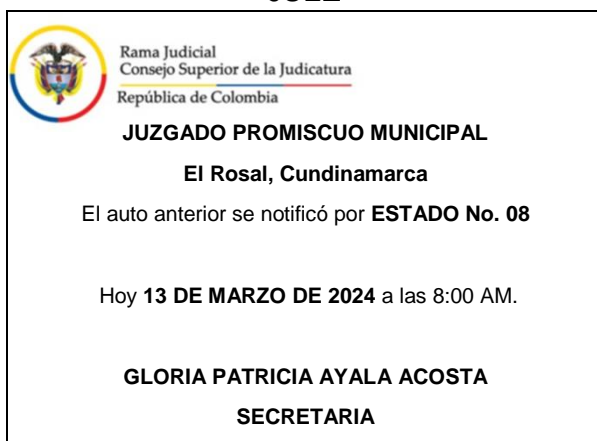 Rama Judicial
Consejo Superior de la Judicatura
República de Colombia
JUZGADO PROMISCUO MUNICIPAL
El Rosal, Cundinamarca
El auto anterior se notificó por ESTADO No. 08
Hoy 13 DE MARZO DE 2024 a las 8:00 AM.
GLORIA PATRICIA AYALA ACOSTA
SECRETARIA